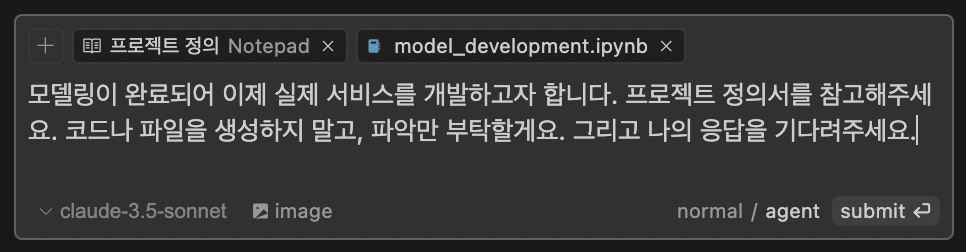 프로젝트 정의 Notepad × model_development.ipynb ×
모델링이 완료되어 이제 실제 서비스를 개발하고자 합니다. 프로젝트 정의서를 참고해주세
요. 코드나 파일을 생성하지 말고, 파악만 부탁할게요. 그리고 나의 응답을 기다려주세요.
claude-3.5-sonnet image normal / agent submit